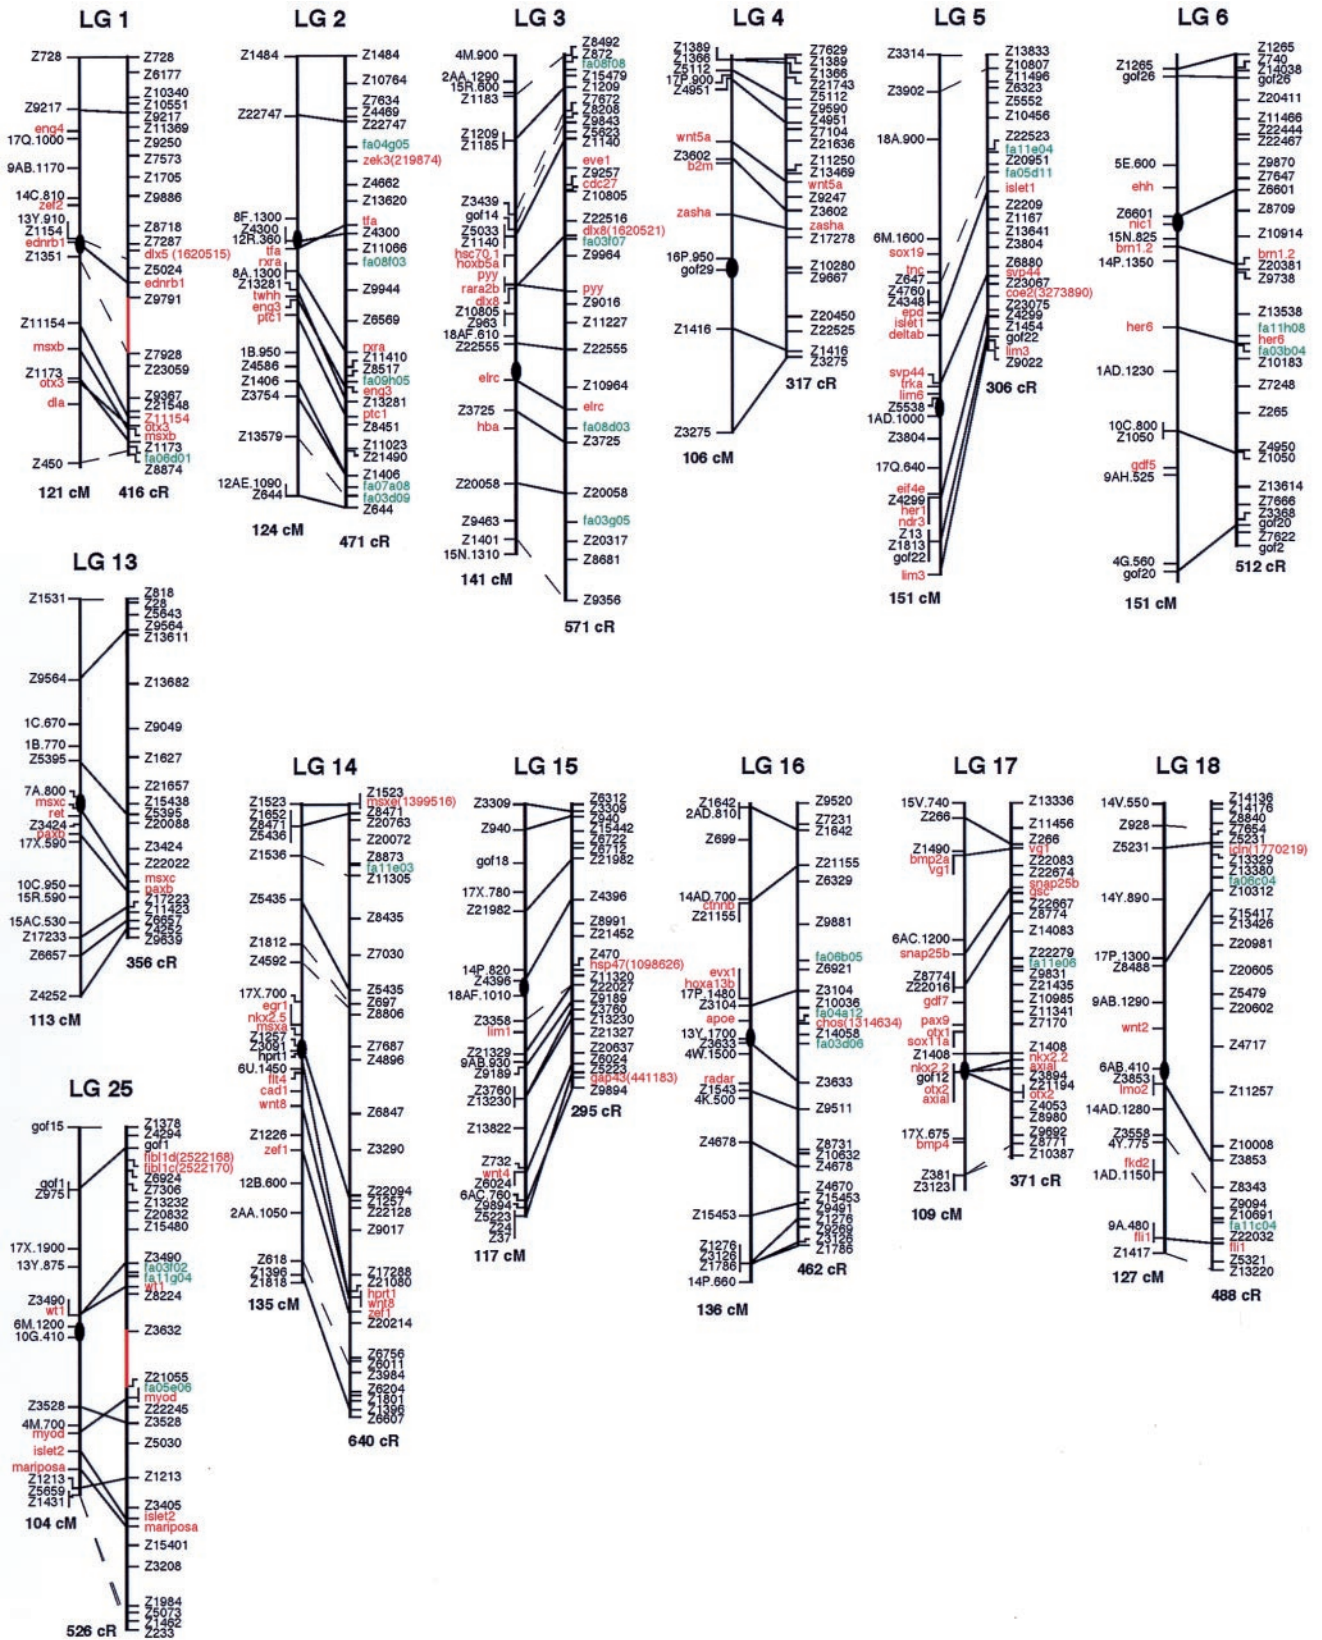 LG 1
Z728
Z9217
eng4
17Q.1000
9AB.1170
14C.810
zef2
13Y.910
Z1154
ednrb1
Z1351
Z11154
msxb
Z1173
otx3
dla
Z450
121 cM
Z728
Z6177
Z10340
Z10551
Z9217
Z11369
Z9250
Z7573
Z1705
Z9886
Z8718
Z7287
dlx5 (1620515)
Z5024
ednrb1
Z9791
Z7928
Z23059
Z9367
Z21548
Z11154
otx3
msxb
Z1173
fa06d01
Z8874
416 cR
LG 2
Z1484
Z22747
8F.1300
Z4300
12R.360
tfa
rxra
8A.1300
Z13281
twhh
eng3
ptc1
1B.950
Z4586
Z1406
Z3754
Z13579
12AE.1090
Z644
124 cM
Z1484
Z10764
Z7634
Z4469
Z22747
fa04g05
zek3(219874)
Z4662
Z13620
tfa
Z4300
Z11066
fa08f03
Z9944
Z6569
rxra
Z11410
Z8517
fa09h05
eng3
Z13281
ptc1
Z8451
Z11023
Z21490
Z1406
fa07a08
fa03d09
Z644
471 cR
LG 3
4M.900
2AA.1290
15R.600
Z1183
Z1209
Z1185
Z3439
gof14
Z5033
Z1140
hsc70.1
hoxb5a
pyy
rara2b
dlx8
Z10805
Z963
18AF.610
Z22555
elrc
Z3725
hba
Z20058
Z9463
Z1401
15N.1310
141 cM
Z8492
Z872
fa08f08
Z15479
Z1209
Z7672
Z8208
Z9843
Z5623
Z1140
eve1
Z9257
cdc27
Z10805
Z22516
dlx8(1620521)
fa03f07
Z9964
pyy
Z9016
Z11227
Z22555
Z10964
elrc
fa08d03
Z3725
Z20058
fa03g05
Z20317
Z8681
Z9356
571 cR
LG 4
Z1389
Z1366
Z5112
17P.900
Z4951
wnt5a
Z3602
b2m
zasha
16P.950
gof29
Z1416
Z3275
106 cM
Z7629
Z1389
Z1366
Z21743
Z5112
Z9590
Z4951
Z7104
Z21636
Z11250
Z13469
wnt5a
Z9247
Z3602
zasha
Z17278
Z10280
Z9667
Z20450
Z22525
Z1416
Z3275
317 cR
LG 5
Z3314
Z3902
18A.900
6M.1600
sox19
tnc
Z647
Z4760
Z4348
epd
islet1
deltab
svp44
trka
lim6
Z5538
1AD.1000
Z3804
17Q.640
eif4e
Z4299
her1
ndr3
Z13
Z1813
gof22
lim3
151 cM
Z13833
Z10807
Z11496
Z6323
Z5552
Z10456
Z22523
fa11e04
Z20951
fa05d11
islet1
Z2209
Z1167
Z13641
Z3804
Z6880
svp44
Z23067
coe2(3273890)
Z23075
Z4299
Z1454
gof22
lim3
Z9022
306 cR
LG 6
Z1265
gof26
5E.600
ehh
Z6601
nic1
15N.825
brn1.2
14P.1350
her6
1AD.1230
10C.800
Z1050
gdf5
9AH.525
4G.560
gof20
151 cM
Z1265
Z740
Z14038
gof26
Z20411
Z11466
Z22444
Z22467
Z9870
Z7647
Z6601
Z8709
Z10914
brn1.2
Z20381
Z9738
Z13538
fa11h08
her6
fa03b04
Z10183
Z7248
Z265
Z4950
Z1050
Z13614
Z7666
Z3368
gof20
Z7622
gof2
512 cR
LG 13
Z1531
Z9564
1C.670
1B.770
Z5395
7A.800
msxc
ret
Z3424
paxb
17X.590
10C.950
15R.590
15AC.530
Z17233
Z6657
Z4252
113 cM
Z818
Z28
Z5643
Z9564
Z13611
Z13682
Z9049
Z1627
Z21657
Z15438
Z5395
Z20088
Z3424
Z22022
msxc
paxb
Z17223
Z11423
Z6657
Z4252
Z9639
356 cR
LG 14
Z1523
Z1652
Z8471
Z5436
Z1536
Z5435
Z1812
Z4592
17X.700
egr1
nkx2.5
msxa
Z1257
Z3091
hprt1
6U.1450
flt4
cad1
wnt8
Z1226
zef1
12B.600
2AA.1050
Z618
Z1396
Z1818
135 cM
Z1523
msxe(1399516)
Z8471
Z20763
Z20072
Z8873
fa11e03
Z11305
Z8435
Z7030
Z5435
Z697
Z8806
Z7687
Z4896
Z6847
Z3290
Z22094
Z1257
Z22128
Z9017
Z17288
Z21080
hprt1
wnt8
zef1
Z20214
Z6756
Z6011
Z3984
Z6204
Z1801
Z1396
Z6607
640 cR
LG 15
Z3309
Z940
gof18
17X.780
Z21982
14P.820
Z4396
18AF.1010
Z3358
lim1
Z21329
9AB.930
Z9189
Z3760
Z13230
Z13822
Z732
wnt4
Z6024
6AC.760
Z9894
Z5223
Z24
Z37
117 cM
Z6312
Z3309
Z940
Z15442
Z6722
Z6712
Z21982
Z4396
Z8991
Z21452
Z470
hsp47(1098626)
Z11320
Z22027
Z9189
Z3760
Z13230
Z21327
Z20637
Z6024
Z5223
gap43(441183)
Z9894
295 cR
LG 16
Z1642
2AD.810
Z699
14AD.700
ctnnb
Z21155
evx1
hoxa13b
17P.1480
Z3104
apoe
13Y.1700
Z3633
4W.1500
radar
Z1543
4K.500
Z4678
Z15453
Z1276
Z3126
Z1786
14P.660
136 cM
Z9520
Z7231
Z1642
Z21155
Z6329
Z9881
fa06b05
Z6921
Z3104
Z10036
fa04a12
chos(1314634)
Z14058
fa03d06
Z3633
Z9511
Z8731
Z10632
Z4678
Z4670
Z15453
Z9491
Z1276
Z9269
Z3126
Z1786
462 cR
LG 17
15V.740
Z266
Z1490
bmp2a
vg1
6AC.1200
snap25b
Z8774
Z22016
gdf7
pax9
otx1
sox11a
Z1408
nkx2.2
gof12
otx2
axial
17X.675
bmp4
Z381
Z3123
109 cM
Z13336
Z11456
Z266
vg1
Z22083
Z22674
snap25b
gsc
Z22667
Z8774
Z14083
Z22279
fa11e06
Z9831
Z21435
Z10985
Z11341
Z7170
Z1408
nkx2.2
axial
Z3894
Z21194
otx2
Z4053
Z8980
Z9692
Z8771
Z10387
371 cR
LG 18
14V.550
Z928
Z5231
14Y.890
17P.1300
Z8488
9AB.1290
wnt2
6AB.410
Z3853
lmo2
14AD.1280
Z3558
4Y.775
fkd2
1AD.1150
9A.480
fli1
Z1417
127 cM
Z14136
Z14176
Z8840
Z7654
Z5231
icln(1770219)
Z13329
Z13380
fa06c04
Z10312
Z15417
Z13426
Z20981
Z20605
Z5479
Z20602
Z4717
Z11257
Z10008
Z3853
Z8343
Z9094
Z10691
fa11c04
Z22032
fli1
Z5321
Z13220
488 cR
LG 25
gof15
gof1
Z975
17X.1900
13Y.875
Z3490
wt1
6M.1200
10G.410
Z3528
4M.700
myod
islet2
mariposa
Z1213
Z5659
Z1431
104 cM
Z1378
Z4294
gof1
fibl1d(2522168)
fibl1c(2522170)
Z6924
Z7306
Z13232
Z20832
Z15480
Z3490
fa03f02
fa11g04
wt1
Z8224
Z3632
Z21055
fa05e06
myod
Z22245
Z3528
Z5030
Z1213
Z3405
islet2
mariposa
Z15401
Z3208
Z1984
Z5073
Z1462
Z233
526 cR